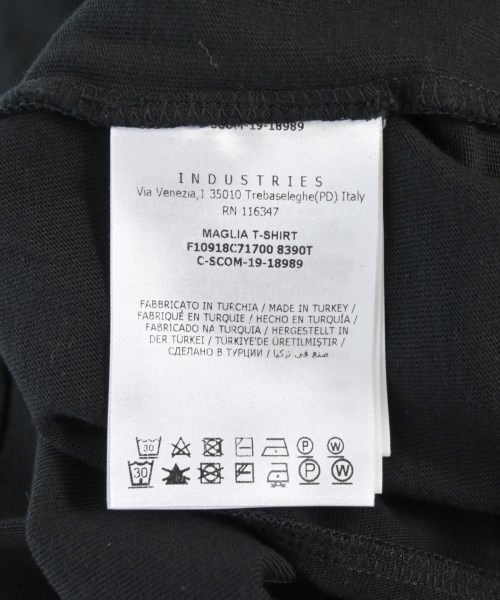 C-SCOM-19-18989
INDUSTRIES
Via Venezia,1 35010 Trebaseleghe(PD) Italy
RN 116347
MAGLIA T-SHIRT
F10918C71700 8390T
C-SCOM-19-18989
FABBRICATO IN TURCHIA / MADE IN TURKEY /
FABRIQUÉ EN TURQUIE / HECHO EN TURQUÍA /
FABRICADO NA TURQUIA / HERGESTELLT IN
DER TÜRKEI / TÜRKİYE'DE ÜRETİLMİŞTİR /
СДЕЛАНО В ТУРЦИИ / صنع في تركيا
30 P W
30 P W